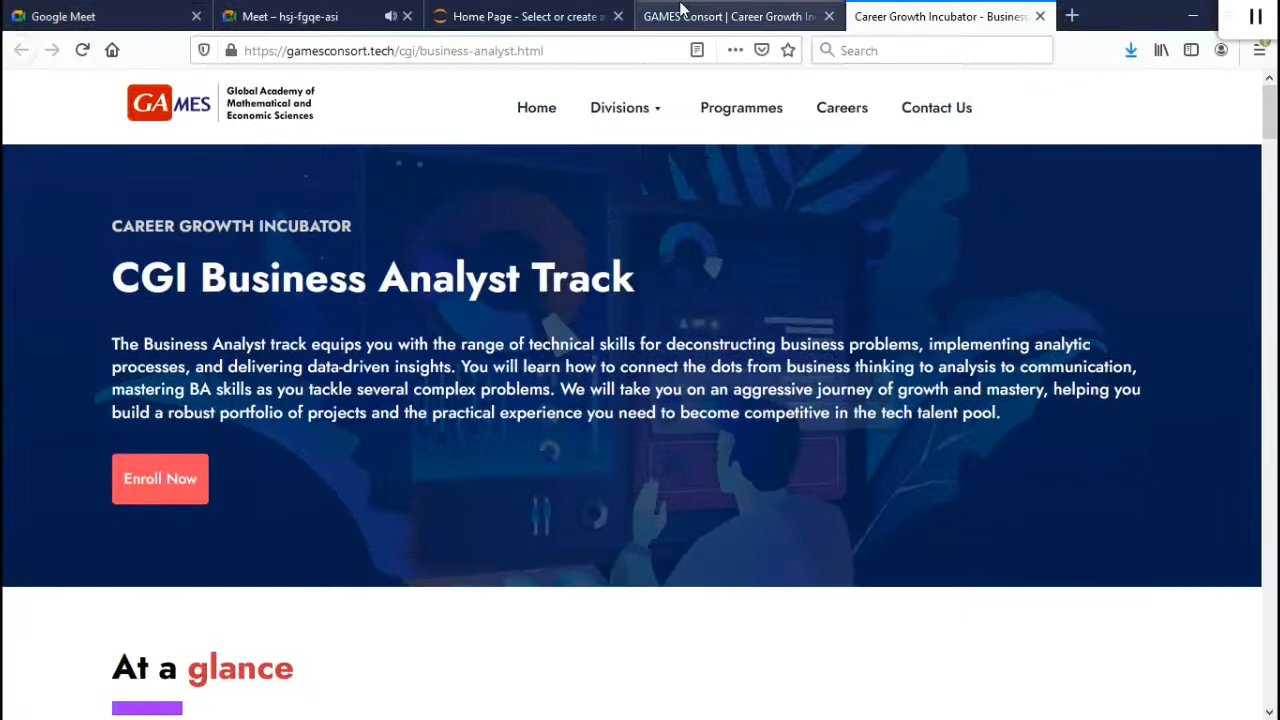 Google Meet
Meet – hsj-fgqe-asi
Home Page - Select or create a
GAMES Consort | Career Growth In
Career Growth Incubator - Business
https://gamesconsort.tech/cgi/business-analyst.html
Search
GAMES
Global Academy of
Mathematical and
Economic Sciences
Home
Divisions
Programmes
Careers
Contact Us
CAREER GROWTH INCUBATOR
CGI Business Analyst Track
The Business Analyst track equips you with the range of technical skills for deconstructing business problems, implementing analytic
processes, and delivering data-driven insights. You will learn how to connect the dots from business thinking to analysis to communication,
mastering BA skills as you tackle several complex problems. We will take you on an aggressive journey of growth and mastery, helping you
build a robust portfolio of projects and the practical experience you need to become competitive in the tech talent pool.
Enroll Now
At a glance